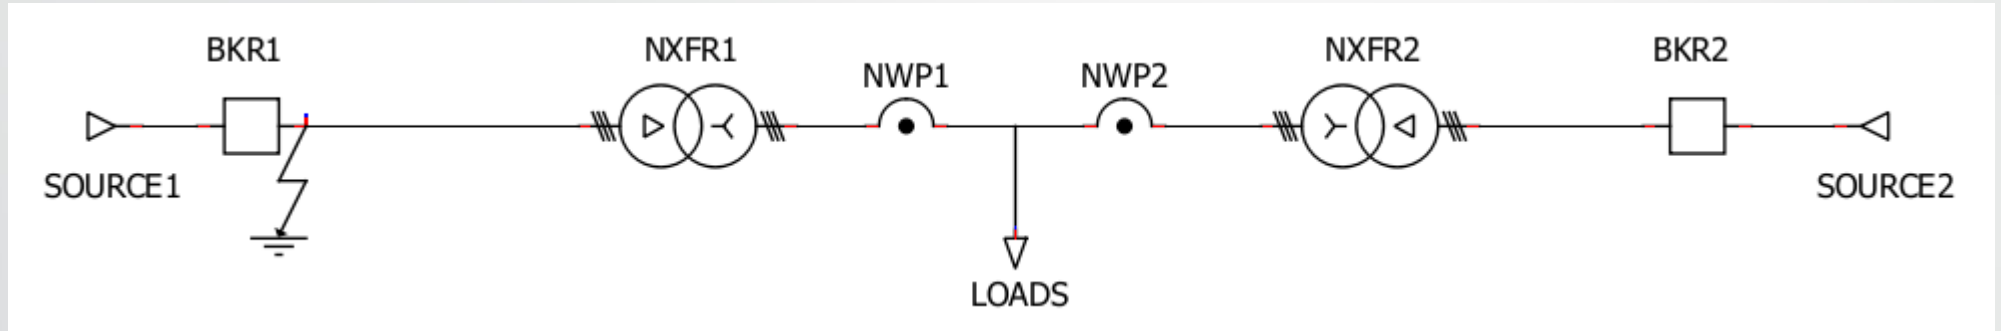 BKR1
NXFR1
NWP1
NWP2
NXFR2
BKR2
SOURCE1
SOURCE2
LOADS